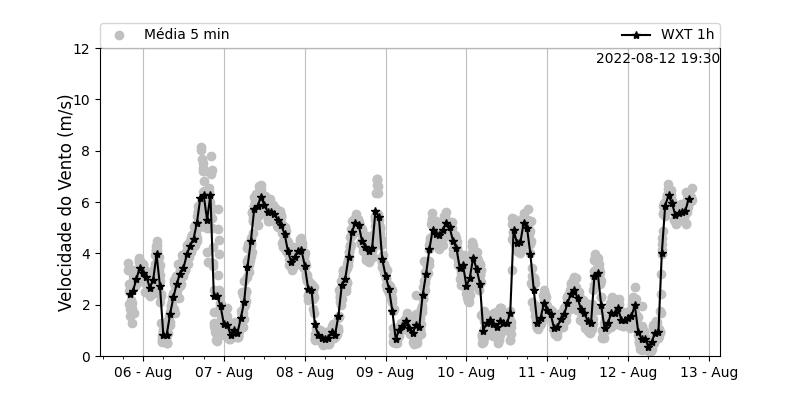 Média 5 min
WXT 1h
2022-08-12 19:30
Velocidade do Vento (m/s)
12
10
8
6
4
2
0
06 - Aug 07 - Aug 08 - Aug 09 - Aug 10 - Aug 11 - Aug 12 - Aug 13 - Aug